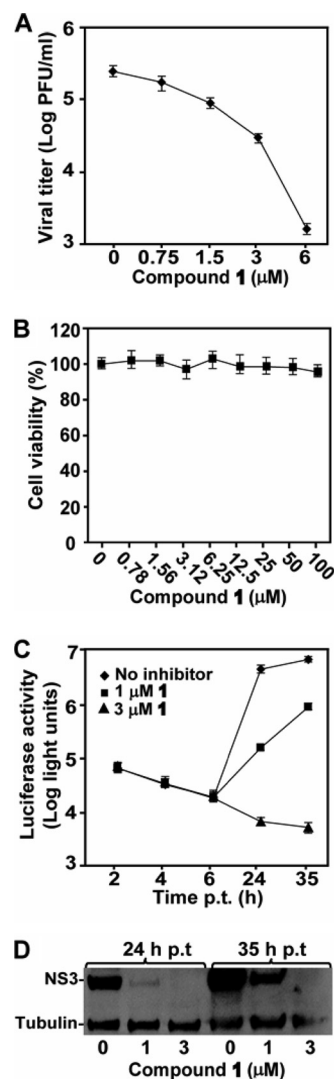 A
Viral titer (Log PFU/ml)
6
5
4
3
0 0.75 1.5 3 6
Compound 1 (µM)
B
Cell viability (%)
120
100
80
60
40
20
0
0 0.78 1.56 3.12 6.25 12.5 25 50 100
Compound 1 (µM)
C
Luciferase activity
(Log light units)
7
6
5
4
3
No inhibitor
1 µM 1
3 µM 1
2 4 6 24 35
Time p.t. (h)
D
24 h p.t 35 h p.t
NS3-
Tubulin-
0 1 3 0 1 3
Compound 1 (µM)